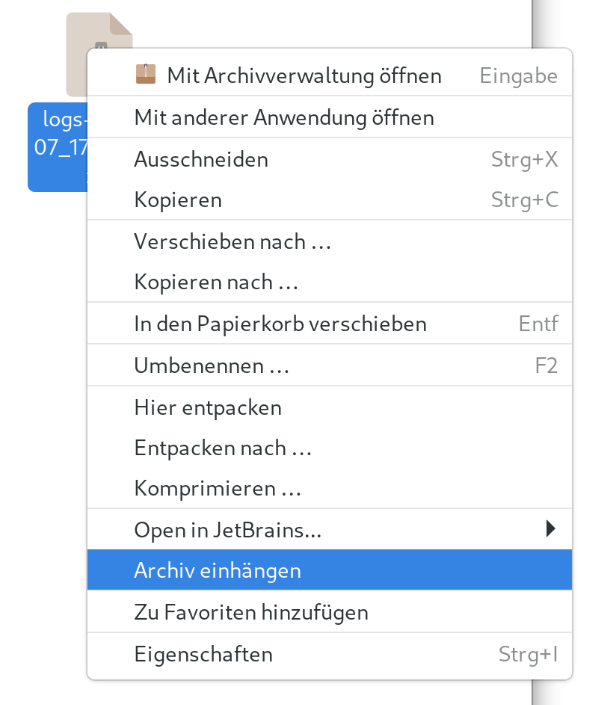 logs-
07_17
Mit Archivverwaltung öffnen Eingabe
Mit anderer Anwendung öffnen
Ausschneiden Strg+X
Kopieren Strg+C
Verschieben nach …
Kopieren nach …
In den Papierkorb verschieben Entf
Umbenennen … F2
Hier entpacken
Entpacken nach …
Komprimieren …
Open in JetBrains...
Archiv einhängen
Zu Favoriten hinzufügen
Eigenschaften Strg+I